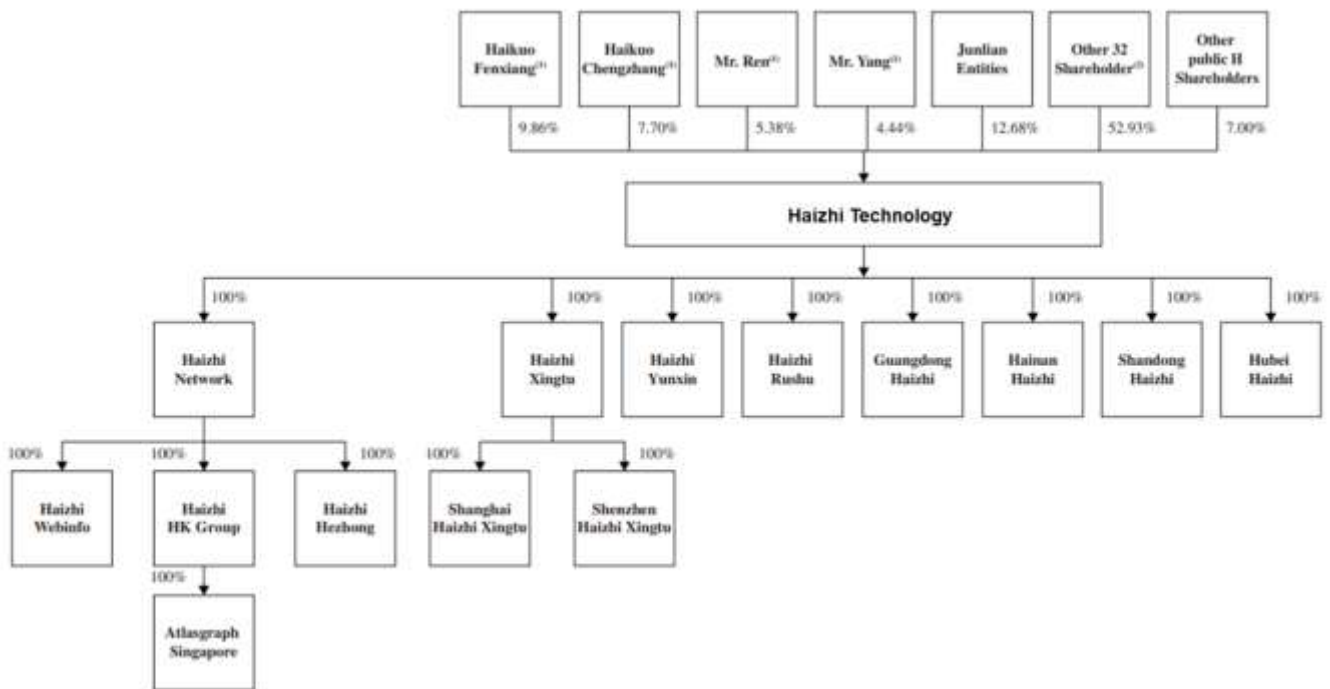 Haikuo
Fenxiang⁽¹⁾
Haikuo
Chengzhang⁽¹⁾
Mr. Ren⁽¹⁾
Mr. Yang⁽¹⁾
Junlian
Entities
Other 32
Shareholder⁽²⁾
Other
public H
Shareholders
9.86%
7.70%
5.38%
4.44%
12.68%
52.93%
7.00%
Haizhi Technology
100%
100%
100%
100%
100%
100%
100%
100%
Haizhi
Network
Haizhi
Xingtu
Haizhi
Yunxin
Haizhi
Rushu
Guangdong
Haizhi
Hainan
Haizhi
Shandong
Haizhi
Hubei
Haizhi
100%
100%
100%
100%
100%
Haizhi
Webinfo
Haizhi
HK Group
Haizhi
Hezhong
Shanghai
Haizhi Xingtu
Shenzhen
Haizhi Xingtu
100%
Atlasgraph
Singapore